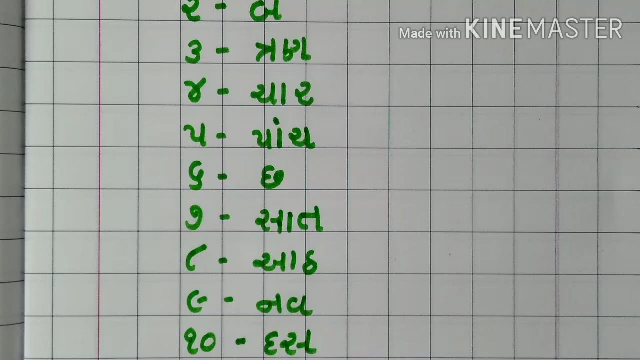 ૨ - બે
Made with KINEMASTER
૩ - ત્રણ
૪ - ચાર
૫ - પાંચ
૬ - છ
૭ - સાત
૮ - આઠ
૯ - નવ
૧૦ - દસ